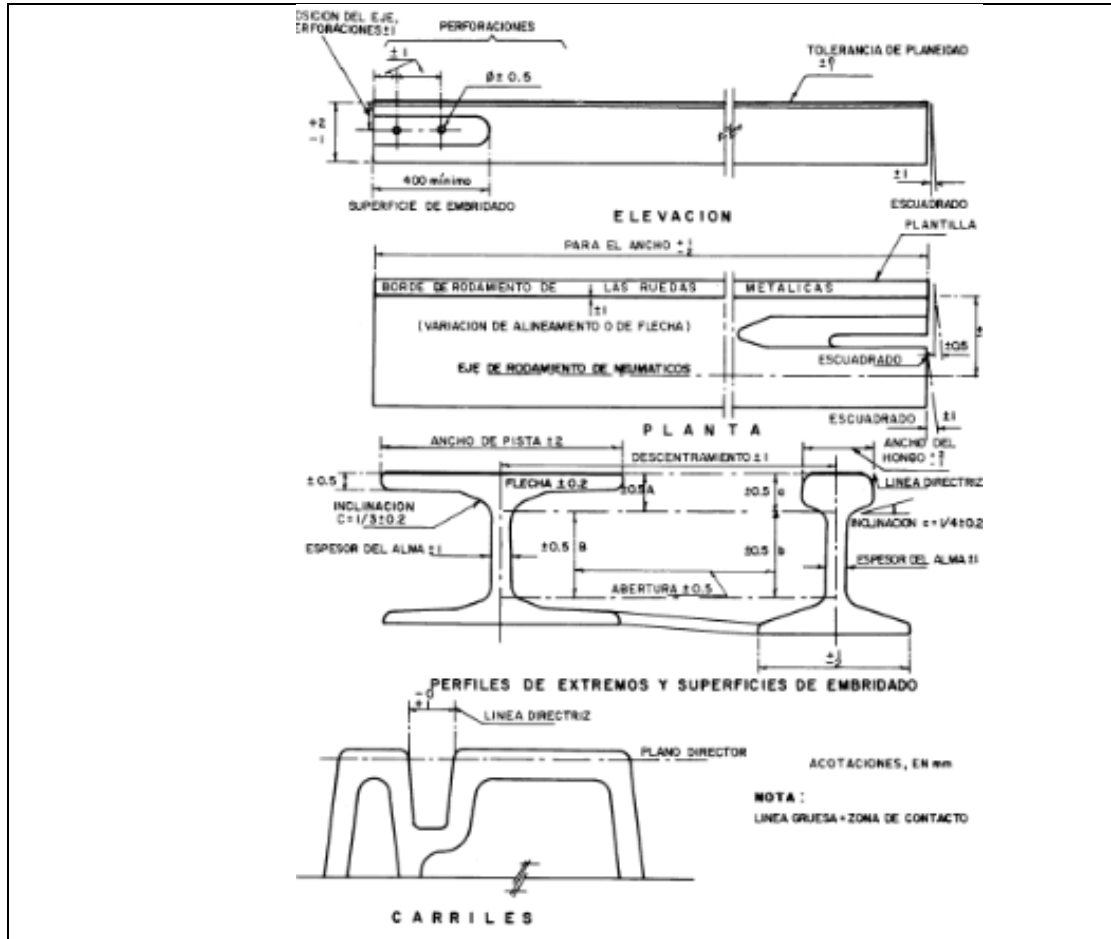 OSICION DEL EJE,
ERFORACIONES ±1
PERFORACIONES
±1
Ø± 0.5
TOLERANCIA DE PLANEIDAD
+2
-1
400 mínimo
SUPERFICIE DE EMBRIDADO
±1
ESCUADRADO
ELEVACION
PLANTILLA
PARA EL ANCHO +1 -2
BORDE DE RODAMIENTO DE LAS RUEDAS METALICAS
±1
(VARIACION DE ALINEAMIENTO O DE FLECHA)
±0.5
ESCUADRADO
EJE DE RODAMIENTO DE NEUMATICOS
ESCUADRADO ±1
PLANTA
ANCHO DE PISTA ±2
ANCHO DEL
HONGO
DESCENTRAMIENTO ±1
±0.5
FLECHA ±0.2
±0.5 A
±0.5 a
LINEA DIRECTRIZ
INCLINACION
C=1/3±0.2
INCLINACION c=1/4±0.2
ESPESOR DEL ALMA ±1
±0.5 B
±0.5 b
ESPESOR DEL ALMA ±1
ABERTURA ±0.5
PERFILES DE EXTREMOS Y SUPERFICIES DE EMBRIDADO
LINEA DIRECTRIZ
PLANO DIRECTOR
ACOTACIONES, EN mm
NOTA:
LINEA GRUESA = ZONA DE CONTACTO
CARRILES